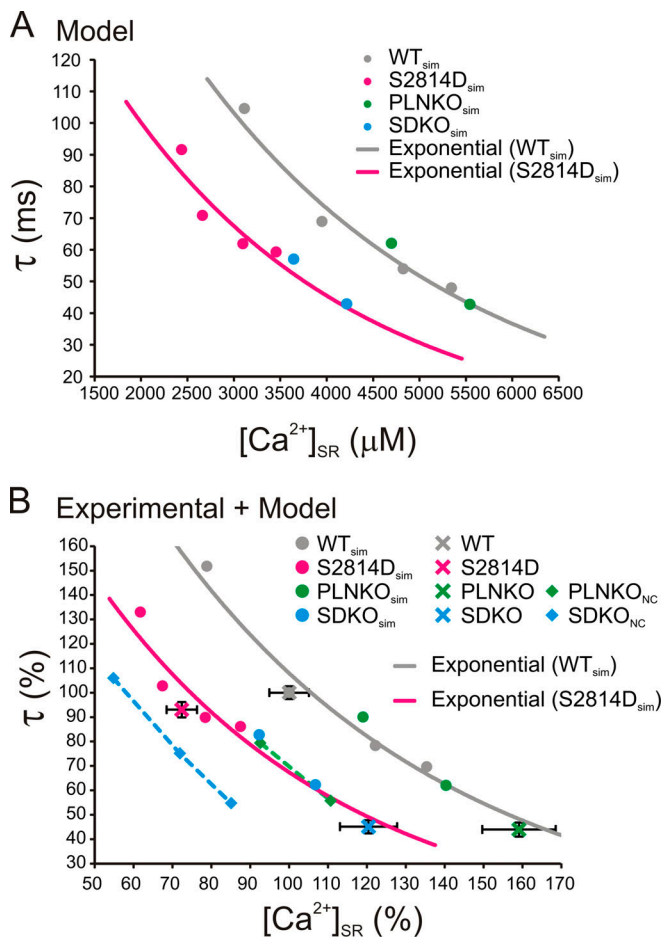 A Model
120
110
100
90
80
70
60
50
40
30
20
τ (ms)
WTsim
S2814Dsim
PLNKOsim
SDKOsim
Exponential (WTsim)
Exponential (S2814Dsim)
1500 2000 2500 3000 3500 4000 4500 5000 5500 6000 6500
[Ca2+]SR (μM)
B Experimental + Model
160
150
140
130
120
110
100
90
80
70
60
50
40
30
τ (%)
WTsim WT
S2814Dsim S2814D
PLNKOsim PLNKO PLNKONC
SDKOsim SDKO SDKONC
Exponential (WTsim)
Exponential (S2814Dsim)
50 60 70 80 90 100 110 120 130 140 150 160 170
[Ca2+]SR (%)